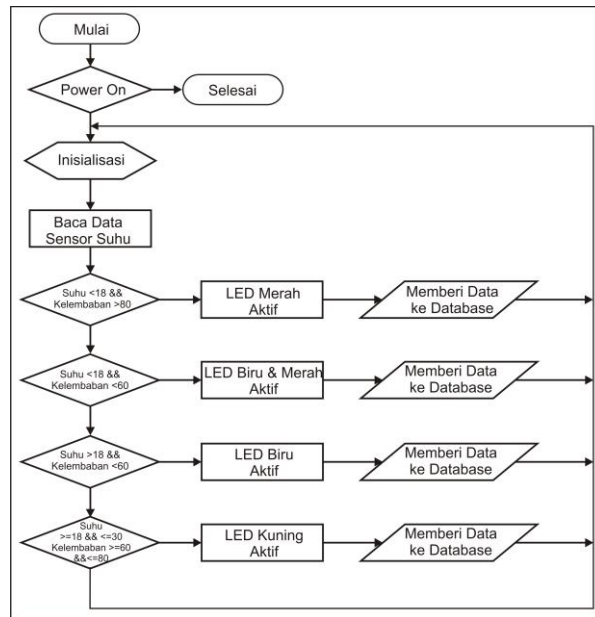 Mulai
Power On
Selesai
Inisialisasi
Baca Data
Sensor Suhu
Suhu <18 &&
Kelembaban >80
LED Merah
Aktif
Memberi Data
ke Database
Suhu <18 &&
Kelembaban <60
LED Biru & Merah
Aktif
Memberi Data
ke Database
Suhu >18 &&
Kelembaban <60
LED Biru
Aktif
Memberi Data
ke Database
Suhu
>=18 && <=30
Kelembaban >=60
&&<=80
LED Kuning
Aktif
Memberi Data
ke Database